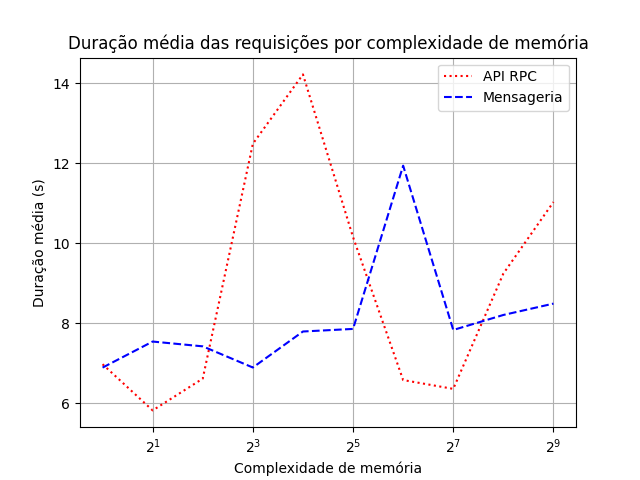 Duração média das requisições por complexidade de memória
API RPC
Mensageria
Duração média (s)
14
12
10
8
6
2^1 2^3 2^5 2^7 2^9
Complexidade de memória